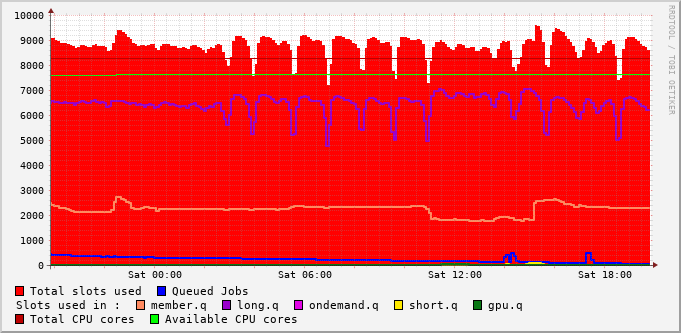 10000
9000
8000
7000
6000
5000
4000
3000
2000
1000
0
Sat 00:00 Sat 06:00 Sat 12:00 Sat 18:00
Total slots used Queued Jobs
Slots used in : member.q long.q ondemand.q short.q gpu.q
Total CPU cores Available CPU cores
RRDTOOL / TOBI OETIKER